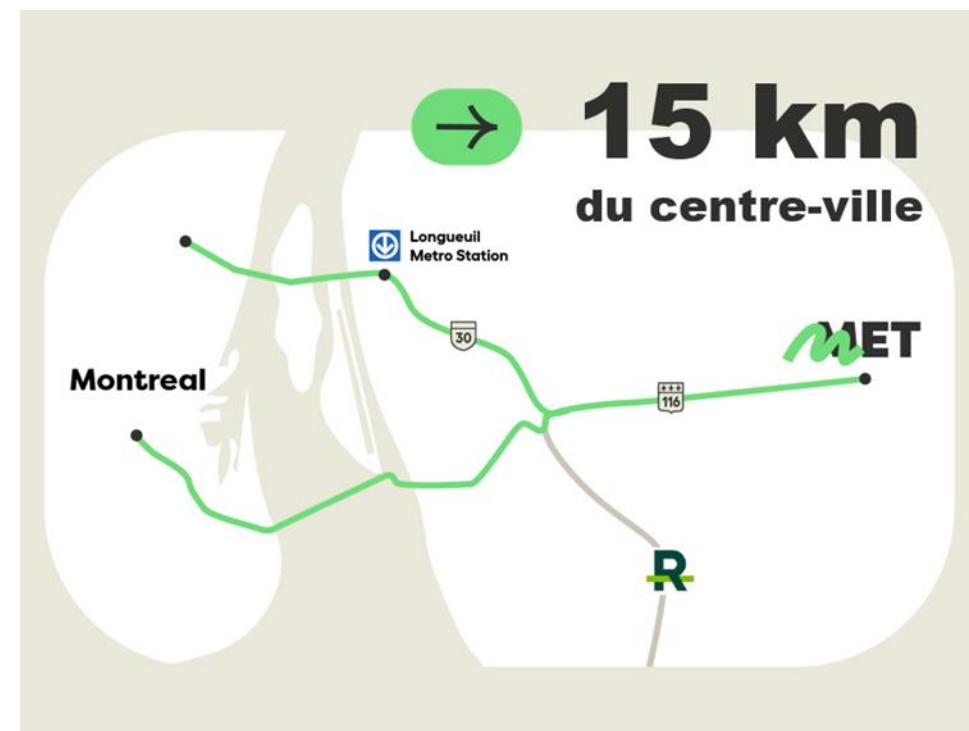 15 km
du centre-ville
Longueuil
Metro Station
30
MET
Montreal
116
R